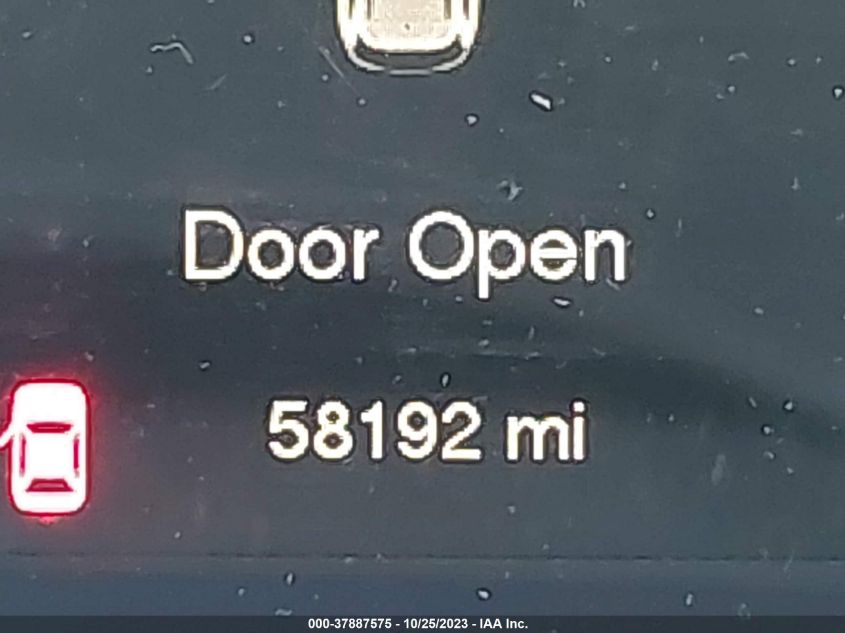 Door Open
58192 mi
000-37887575 - 10/25/2023 - IAA Inc.